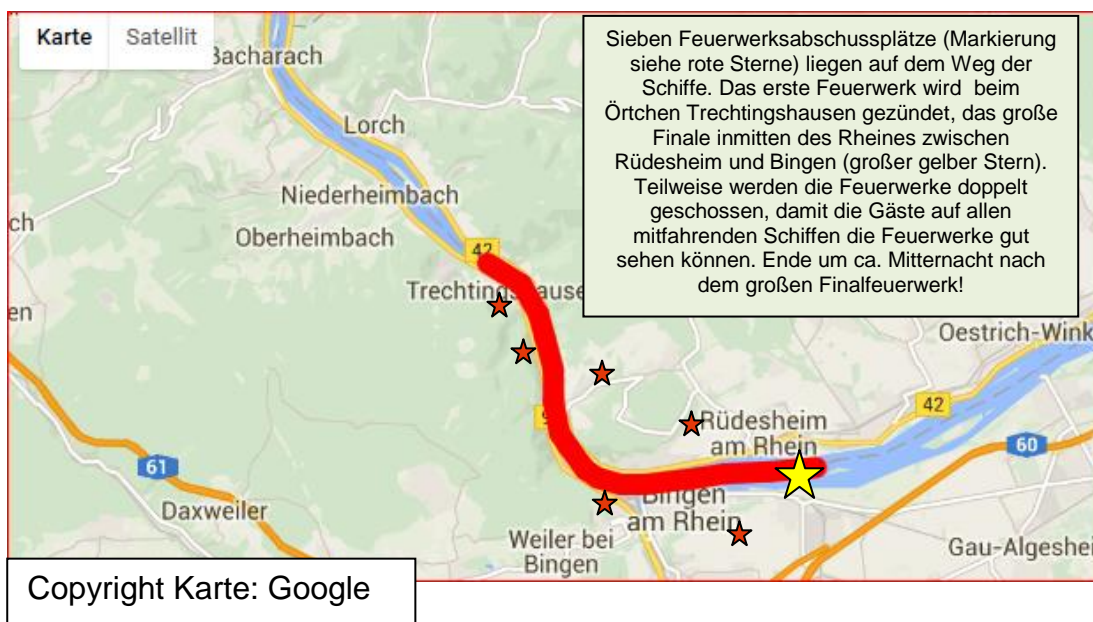 Karte Satellit
Bacharach
Sieben Feuerwerksabschussplätze (Markierung
siehe rote Sterne) liegen auf dem Weg der
Schiffe. Das erste Feuerwerk wird beim
Örtchen Trechtingshausen gezündet, das große
Finale inmitten des Rheines zwischen
Rüdesheim und Bingen (großer gelber Stern).
Teilweise werden die Feuerwerke doppelt
geschossen, damit die Gäste auf allen
mitfahrenden Schiffen die Feuerwerke gut
sehen können. Ende um ca. Mitternacht nach
dem großen Finalfeuerwerk!
Lorch
Niederheimbach
ch
Oberheimbach
42
Trechtingshause
en
Oestrich-Wink
9
42
Rüdesheim
am Rhein
60
61
Daxweiler
Bingen
am Rhein
Weiler bei
Bingen
Gau-Algeshei
Copyright Karte: Google